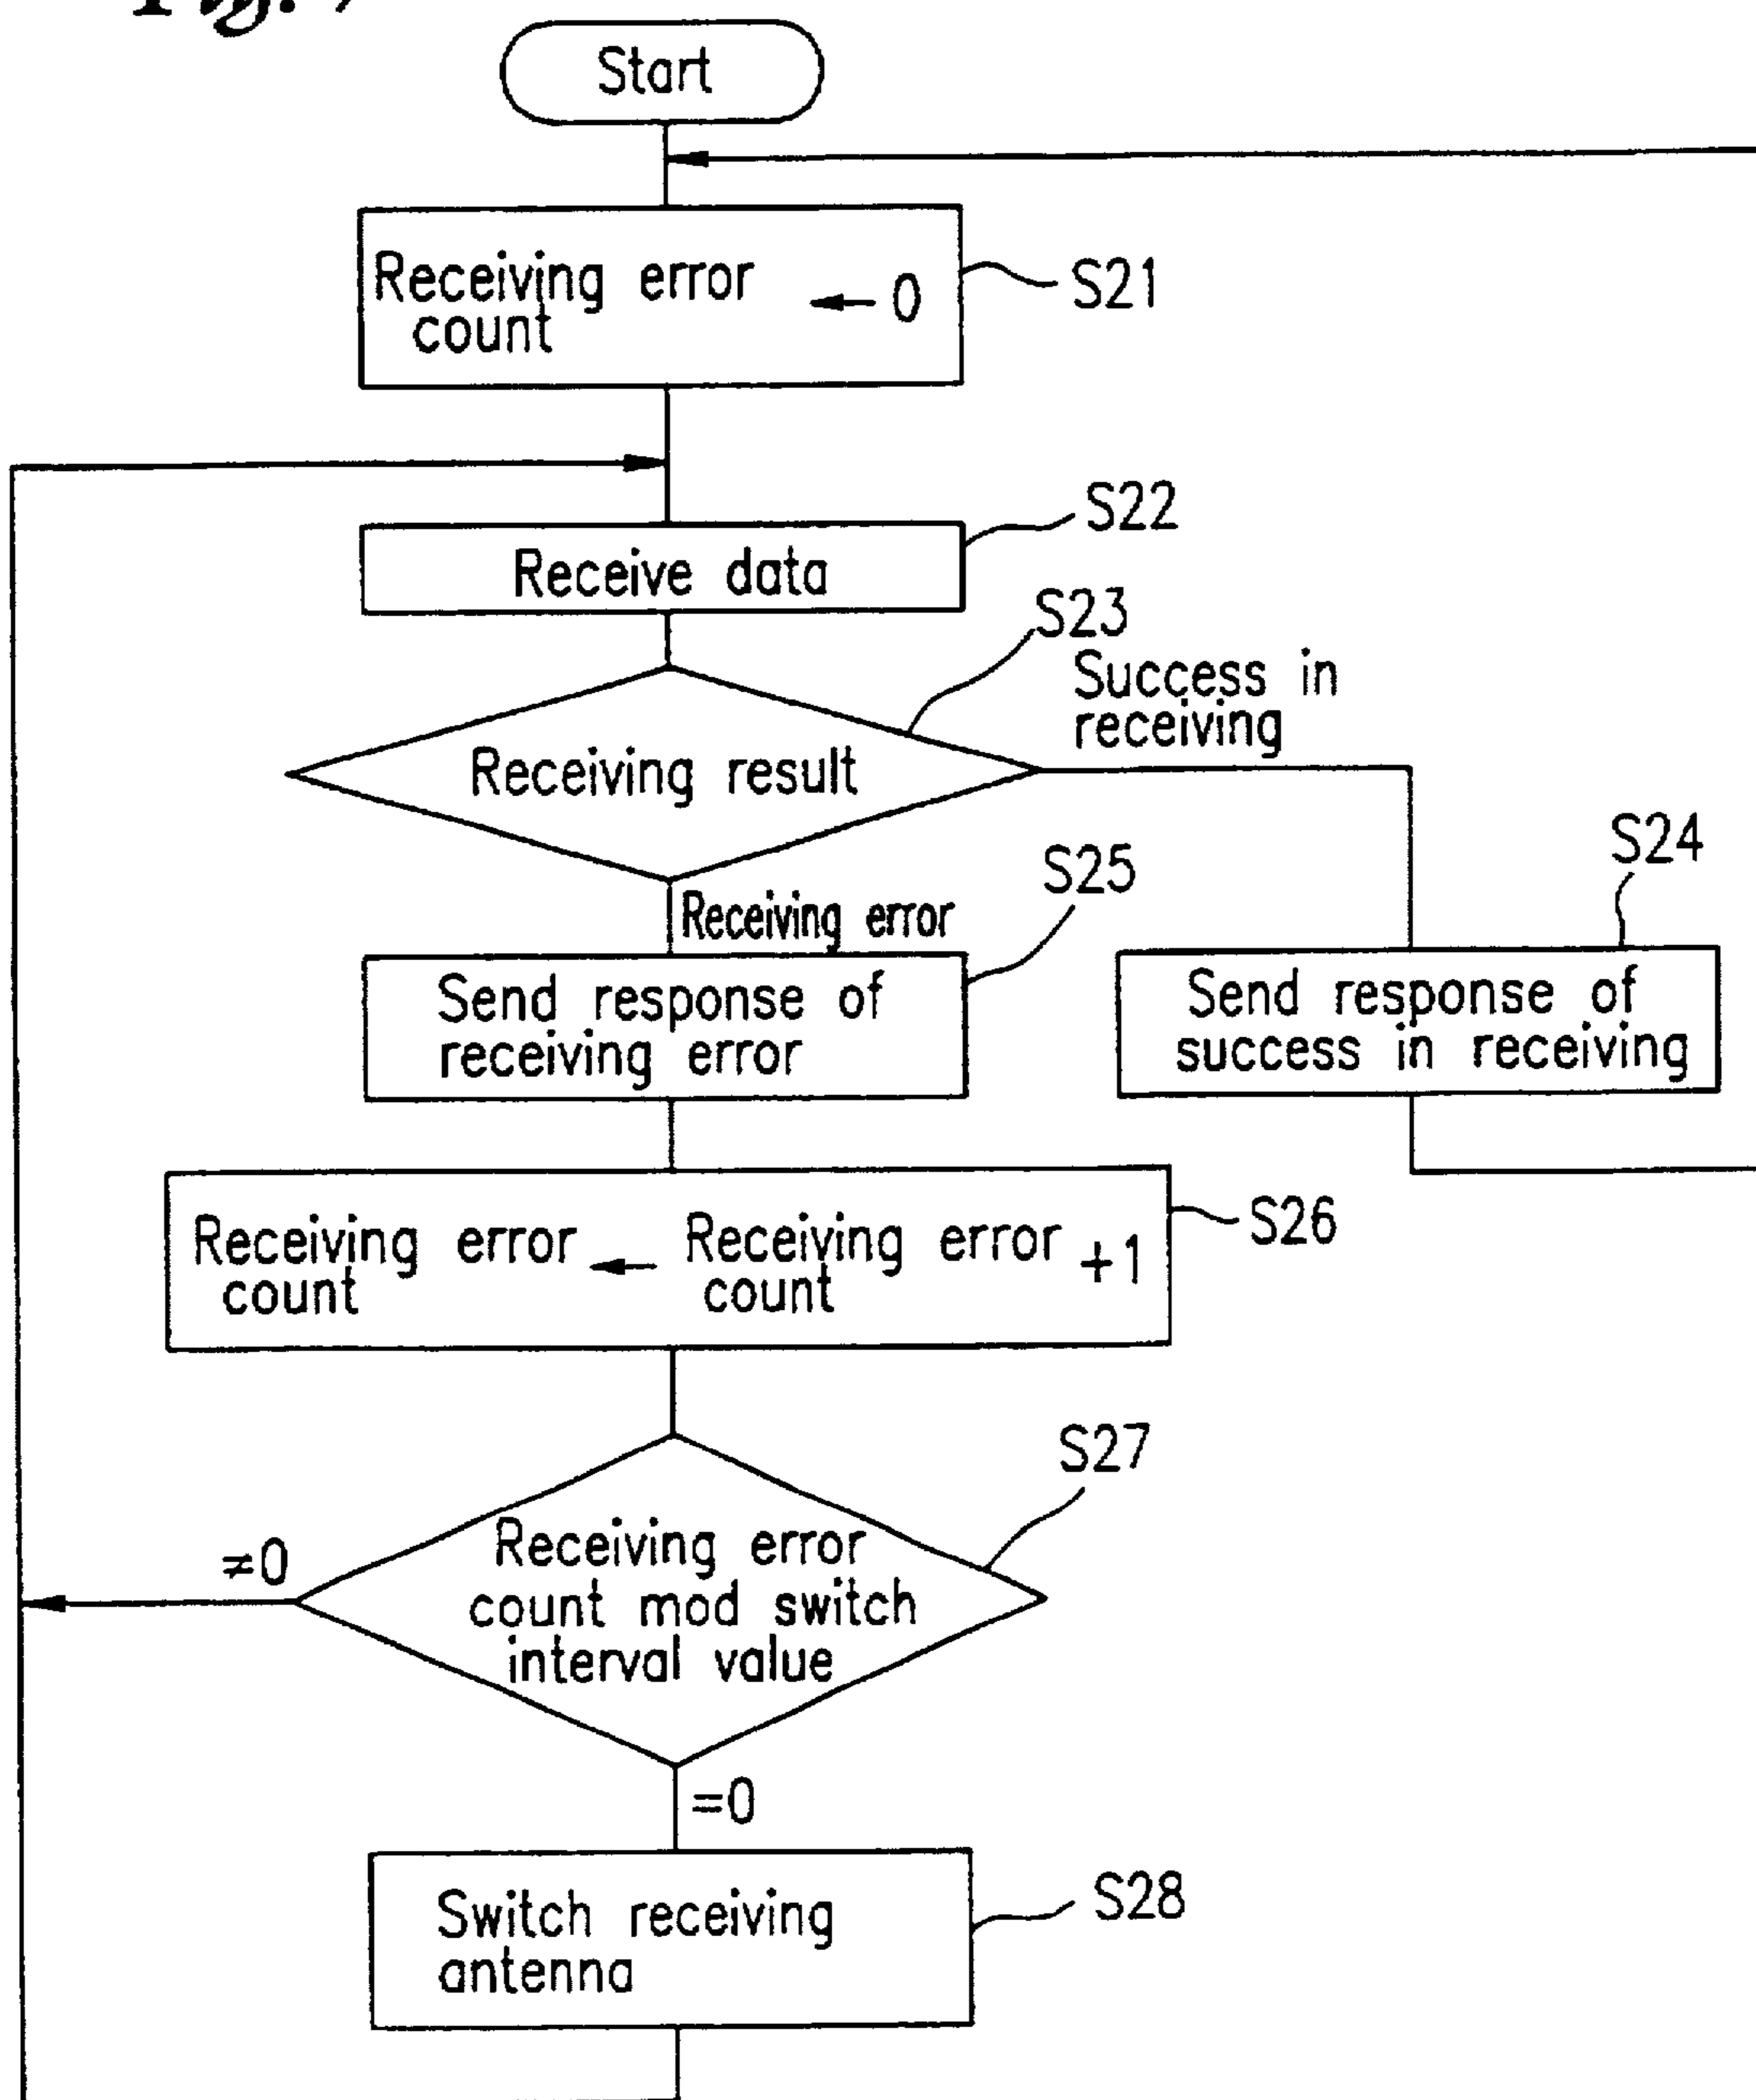 Fig. 7
Start
Receiving error
count
← 0
S21
S22
Receive data
S23
Success in
receiving
Receiving result
S24
S25
Receiving error
Send response of
receiving error
Send response of
success in receiving
S26
Receiving error
count
←
Receiving error
count
+1
S27
≠0
Receiving error
count mod switch
interval value
=0
S28
Switch receiving
antenna